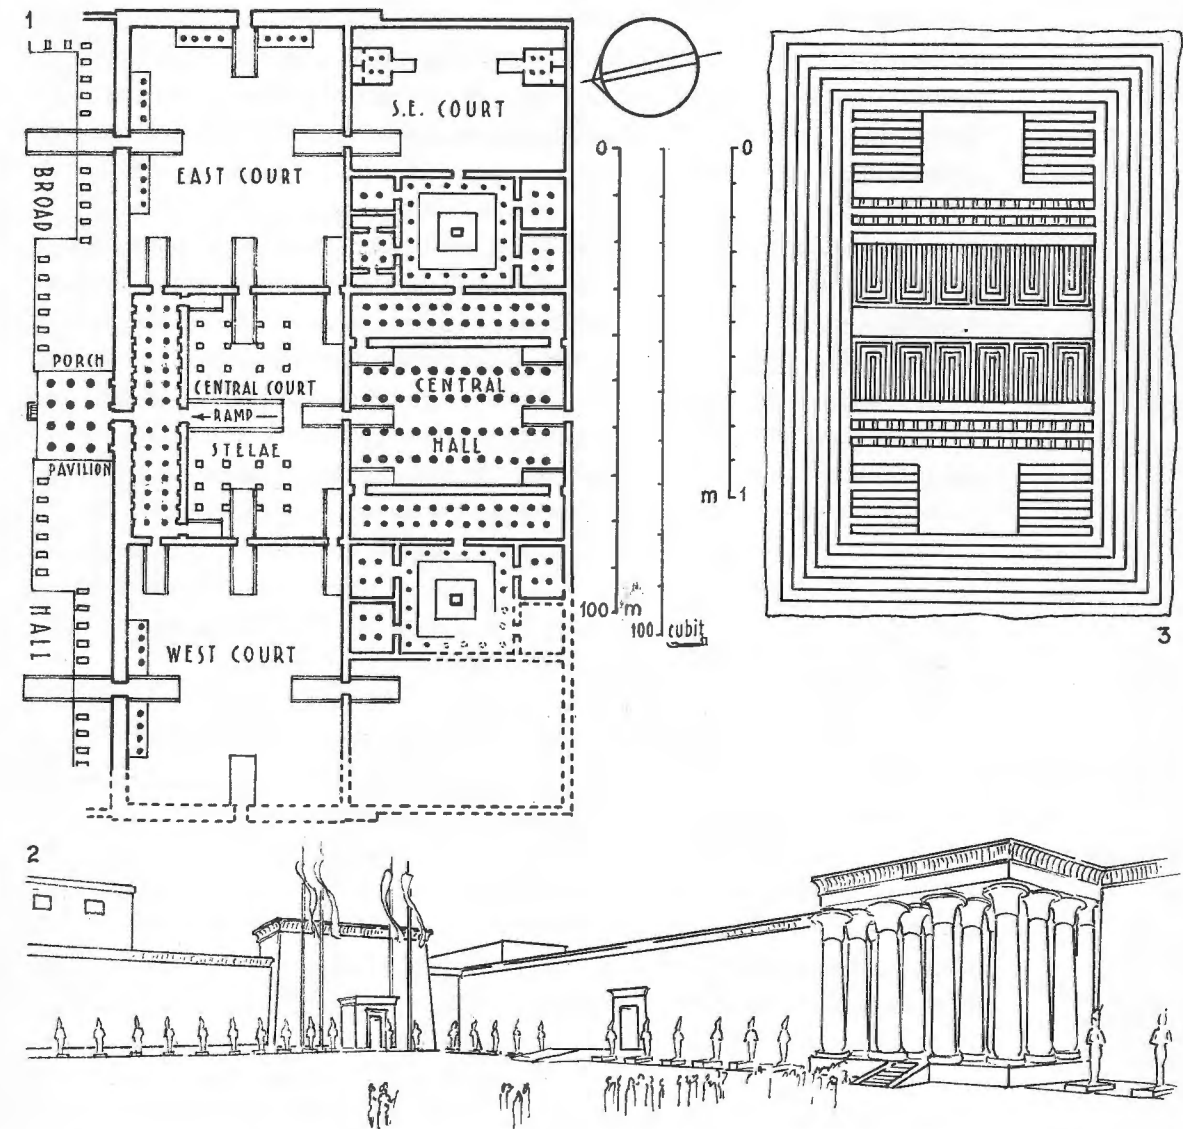 1
S.E. COURT
EAST COURT
BROAD
PORCH
CENTRAL COURT
CENTRAL
RAMP
STELAE
HALL
PAVILION
HALL
WEST COURT
0
100 m
100 cubit
0
m 1
3
2